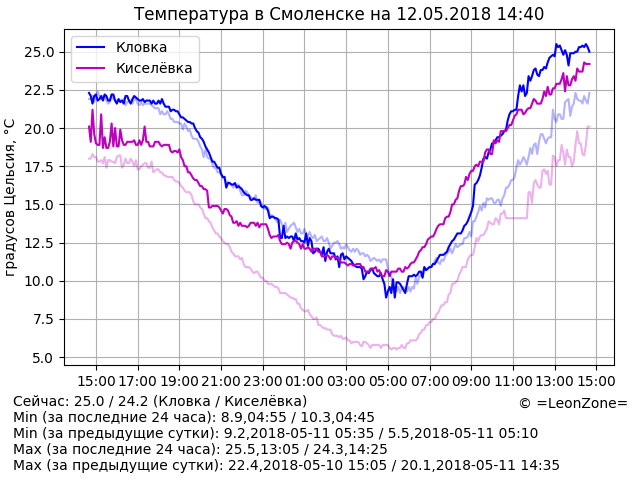 Температура в Смоленске на 12.05.2018 14:40
Кловка
Киселёвка
градусов Цельсия, °C
25.0
22.5
20.0
17.5
15.0
12.5
10.0
7.5
5.0
15:00 17:00 19:00 21:00 23:00 01:00 03:00 05:00 07:00 09:00 11:00 13:00 15:00
Сейчас: 25.0 / 24.2 (Кловка / Киселёвка)
© =LeonZone=
Min (за последние 24 часа): 8.9,04:55 / 10.3,04:45
Min (за предыдущие сутки): 9.2,2018-05-11 05:35 / 5.5,2018-05-11 05:10
Max (за последние 24 часа): 25.5,13:05 / 24.3,14:25
Max (за предыдущие сутки): 22.4,2018-05-10 15:05 / 20.1,2018-05-11 14:35